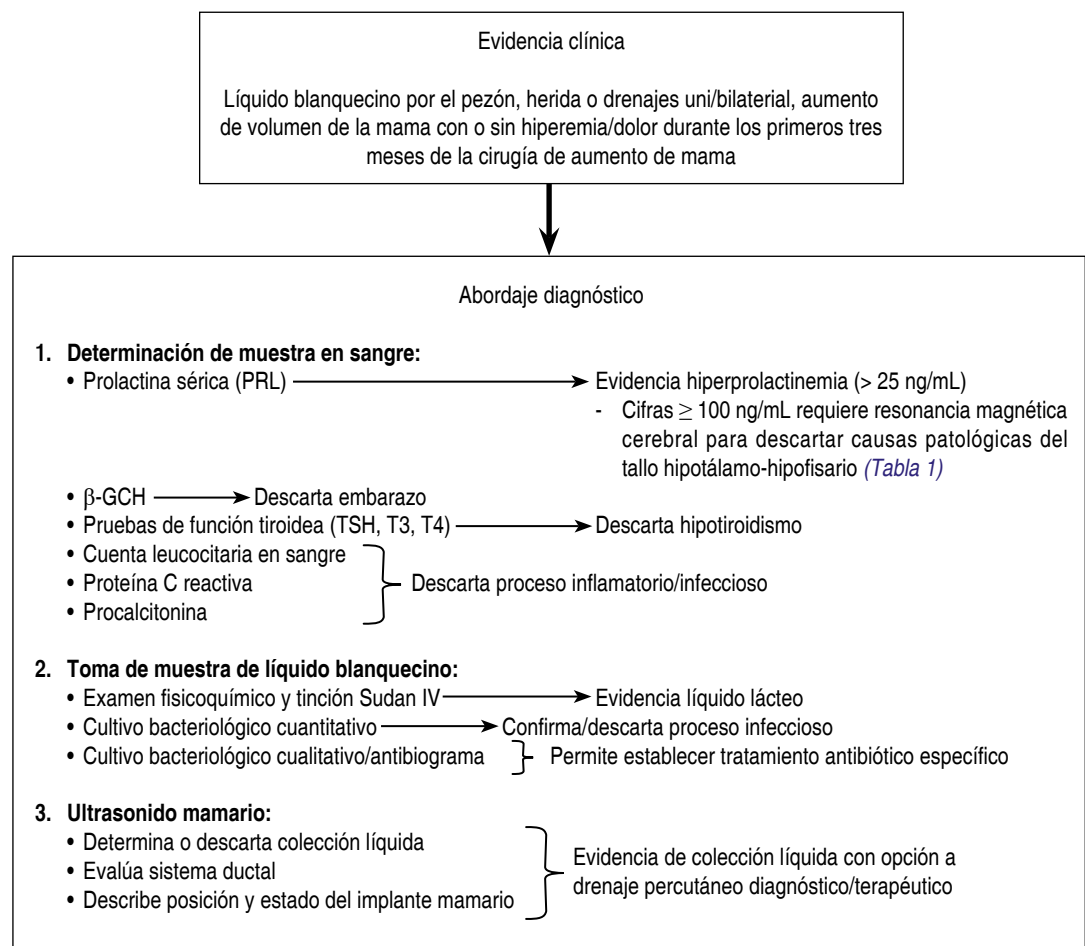 Evidencia clínica
Líquido blanquecino por el pezón, herida o drenajes uni/bilaterial, aumento
de volumen de la mama con o sin hiperemia/dolor durante los primeros tres
meses de la cirugía de aumento de mama
Abordaje diagnóstico
1. Determinación de muestra en sangre:
• Prolactina sérica (PRL)
Evidencia hiperprolactinemia (> 25 ng/mL)
- Cifras ≥ 100 ng/mL requiere resonancia magnética
cerebral para descartar causas patológicas del
tallo hipotálamo-hipofisario (Tabla 1)
• β-GCH
Descarta embarazo
• Pruebas de función tiroidea (TSH, T3, T4)
Descarta hipotiroidismo
• Cuenta leucocitaria en sangre
• Proteína C reactiva
• Procalcitonina
Descarta proceso inflamatorio/infeccioso
2. Toma de muestra de líquido blanquecino:
• Examen fisicoquímico y tinción Sudan IV
Evidencia líquido lácteo
• Cultivo bacteriológico cuantitativo
Confirma/descarta proceso infeccioso
• Cultivo bacteriológico cualitativo/antibiograma
Permite establecer tratamiento antibiótico específico
3. Ultrasonido mamario:
• Determina o descarta colección líquida
• Evalúa sistema ductal
• Describe posición y estado del implante mamario
Evidencia de colección líquida con opción a
drenaje percutáneo diagnóstico/terapéutico